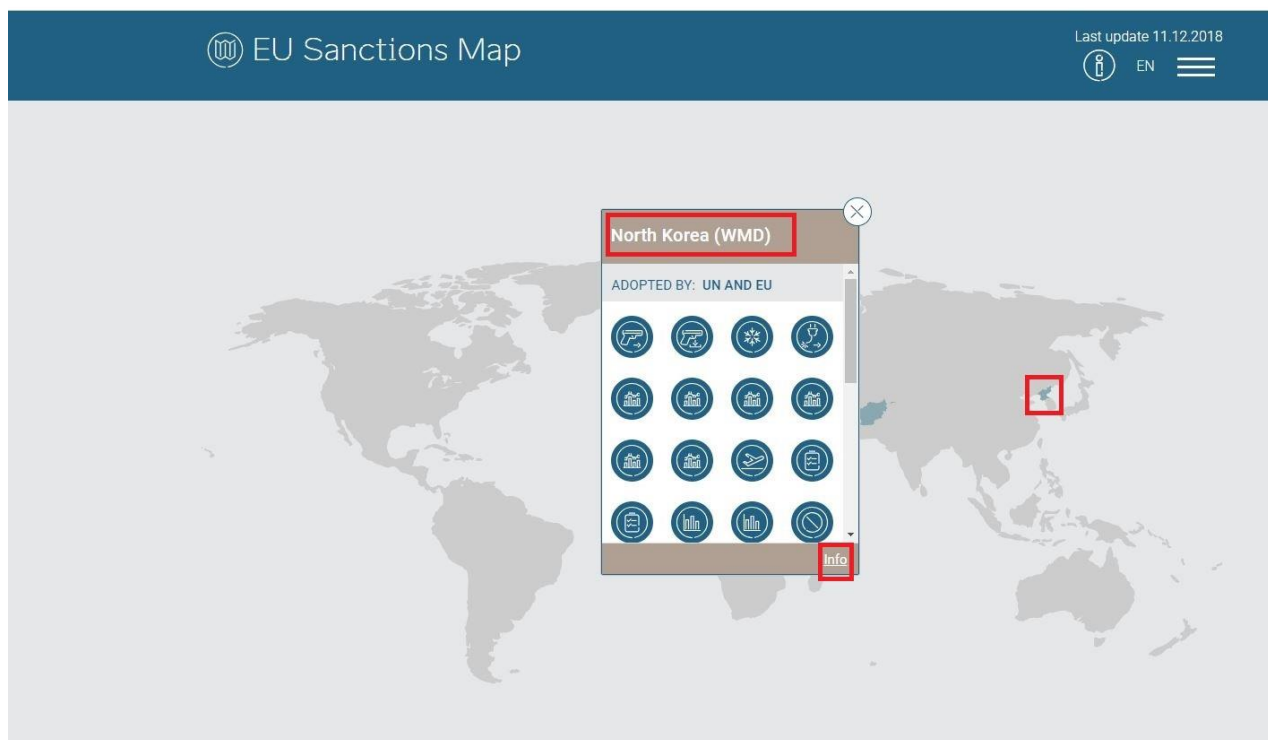 EU Sanctions Map
Last update 11.12.2018
EN
North Korea (WMD)
ADOPTED BY: UN AND EU
Info